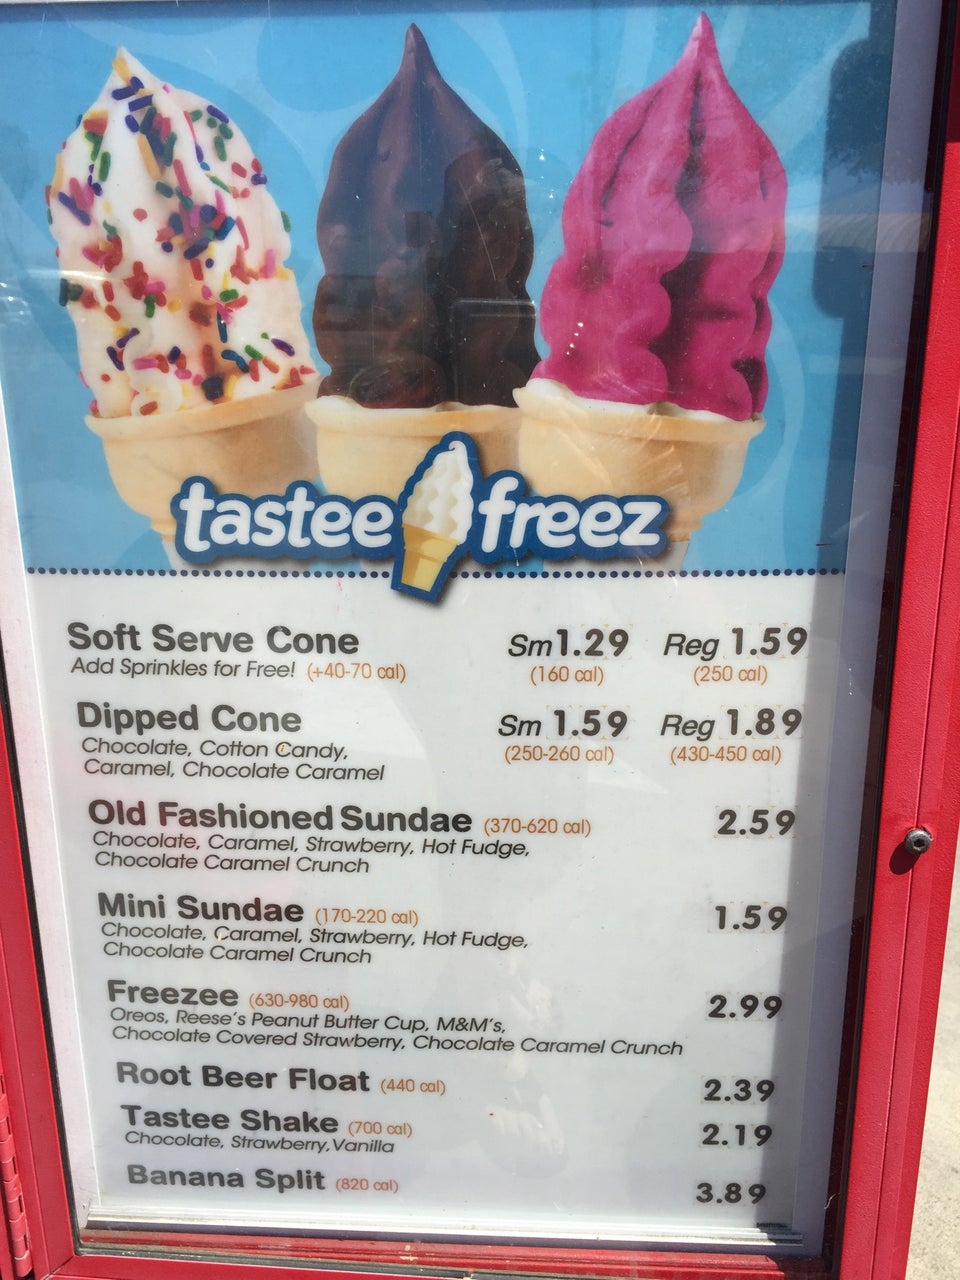 tastee freez
Soft Serve Cone Sm 1.29 Reg 1.59
Add Sprinkles for Free! (+40-70 cal) (160 cal) (250 cal)
Dipped Cone Sm 1.59 Reg 1.89
Chocolate, Cotton Candy, (250-260 cal) (430-450 cal)
Caramel, Chocolate Caramel
Old Fashioned Sundae (370-620 cal) 2.59
Chocolate, Caramel, Strawberry, Hot Fudge,
Chocolate Caramel Crunch
Mini Sundae (170-220 cal) 1.59
Chocolate, Caramel, Strawberry, Hot Fudge,
Chocolate Caramel Crunch
Freezee (630-980 cal) 2.99
Oreos, Reese's Peanut Butter Cup, M&M's,
Chocolate Covered Strawberry, Chocolate Caramel Crunch
Root Beer Float (440 cal) 2.39
Tastee Shake (700 cal) 2.19
Chocolate, Strawberry, Vanilla
Banana Split (820 cal) 3.89